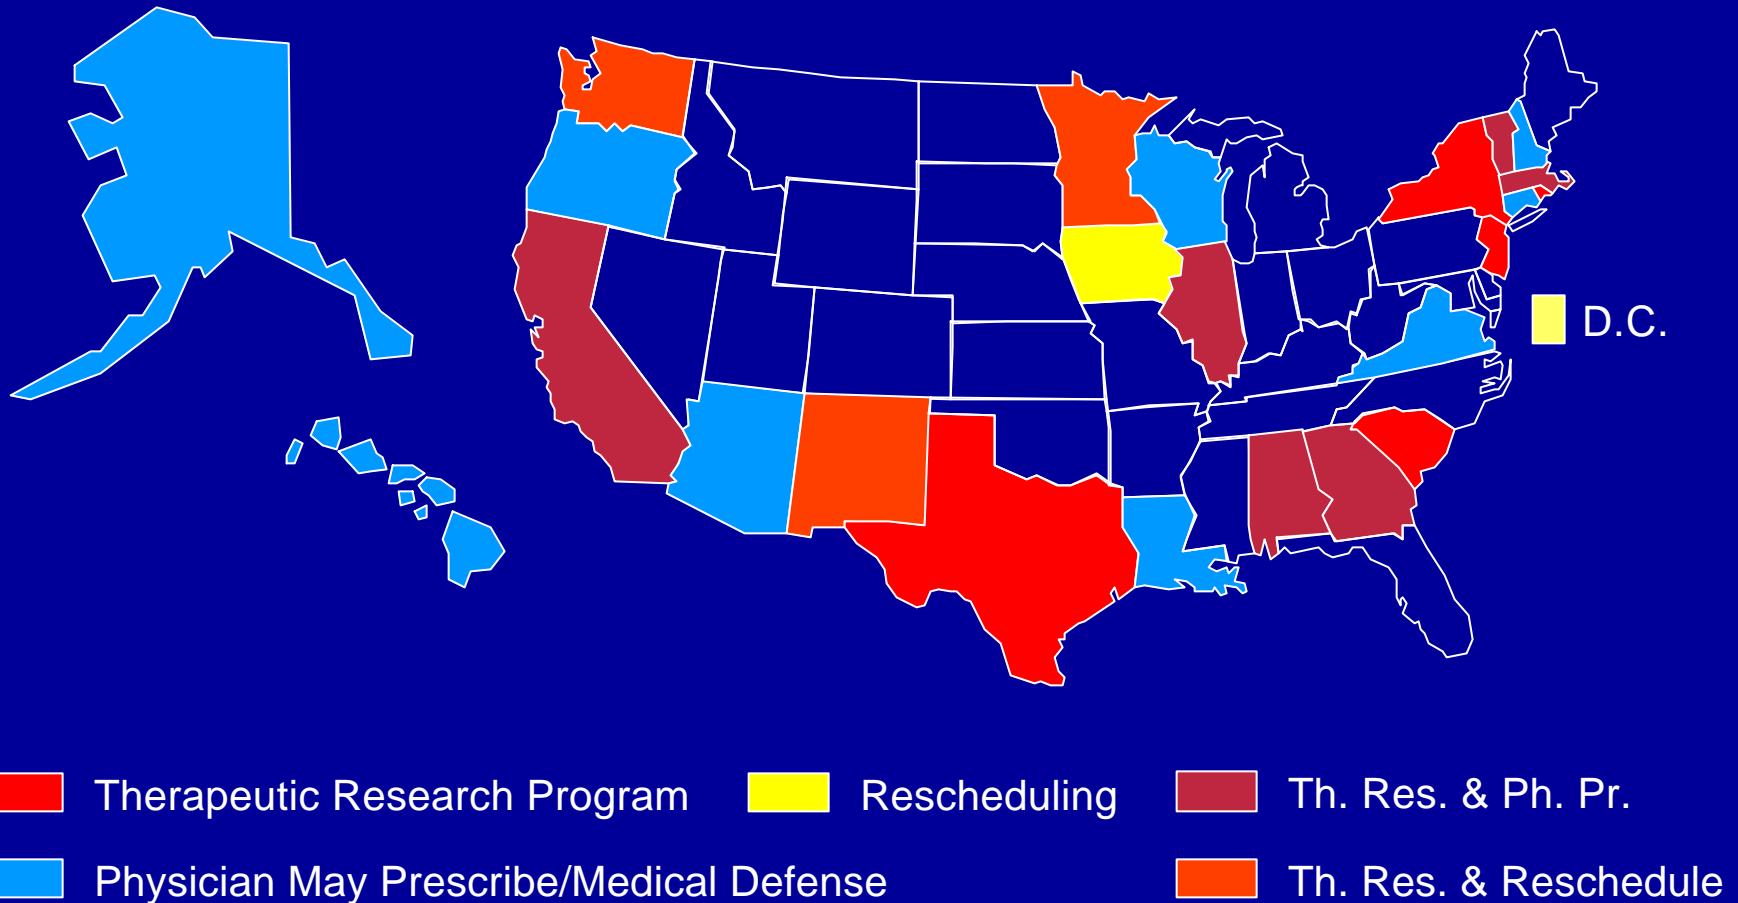 D.C.
Therapeutic Research Program
Rescheduling
Th. Res. & Ph. Pr.
Physician May Prescribe/Medical Defense
Th. Res. & Reschedule